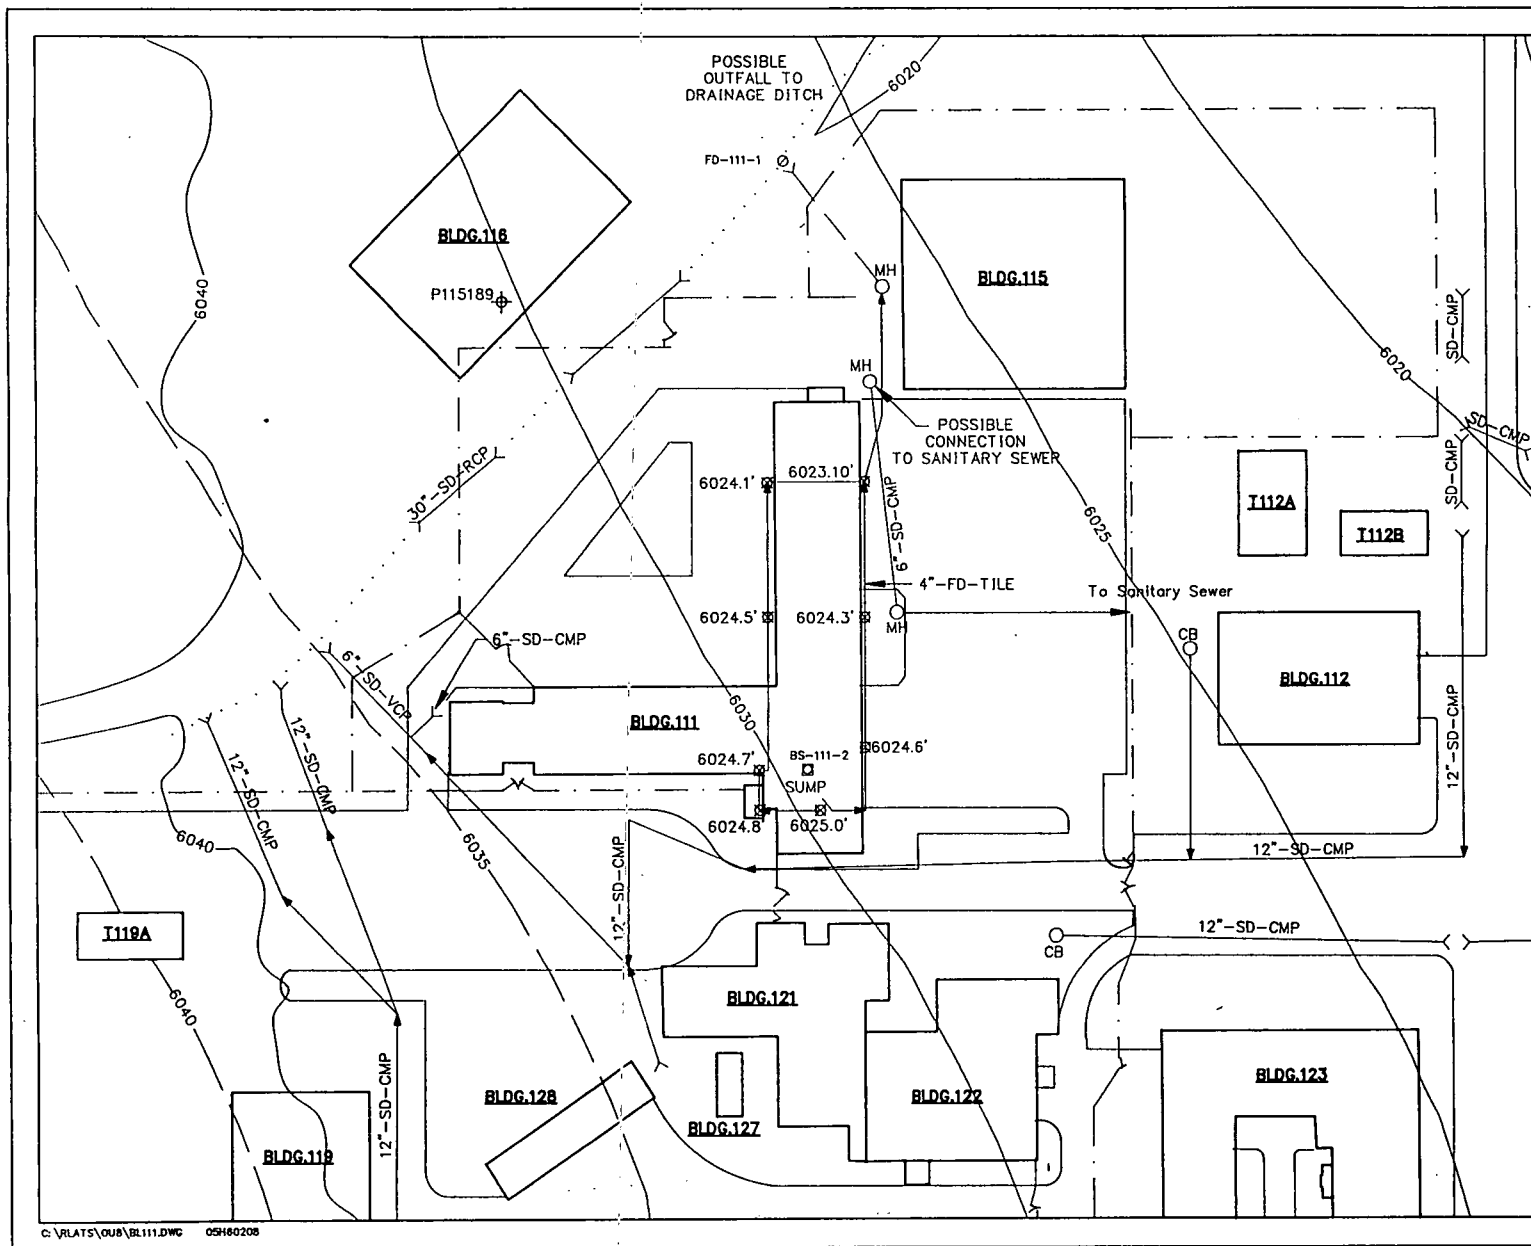 POSSIBLE
OUTFALL TO
DRAINAGE DITCH
6020
FD-111-1
BLDG.116
P115189
6040
MH
BLDG.115
MH
SD-CMP
6020
POSSIBLE
CONNECTION
TO SANITARY SEWER
SD-CMP
SD-CMP
30"-SD-RCP
6024.1'
6023.10'
6"-SD-CMP
6025
T112A
T112B
4"-FD-TILE
To Sanitary Sewer
6024.5'
6024.3'
MH
CB
6"-SD-CMP
6"-SD-VCP
BLDG.112
BLDG.111
6030
12"-SD-CMP
12"-SD-CMP
12"-SD-CMP
6024.7'
BS-111-2
SUMP
6024.6'
6024.8'
6025.0'
6040
6035
12"-SD-CMP
12"-SD-CMP
T119A
12"-SD-CMP
CB
6040
BLDG.121
BLDG.128
BLDG.127
BLDG.122
BLDG.123
12"-SD-CMP
BLDG.119
C:\RLATS\OU8\BL111.DWG 05H60208